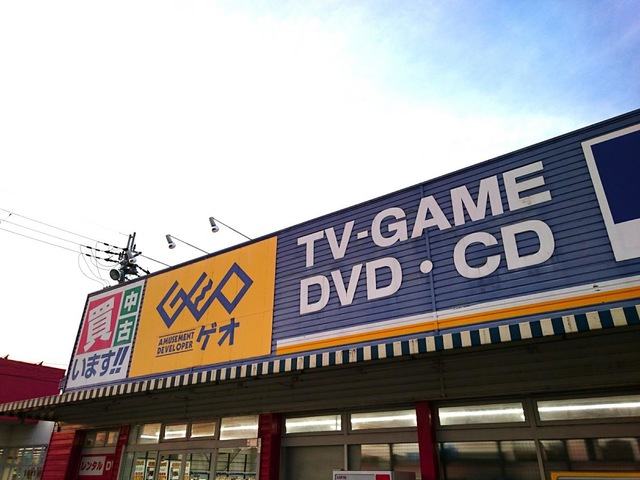 中古
買
います!!
GEO
AMUSEMENT
DEVELOPER
ゲオ
TV-GAME
DVD・CD
レンタル